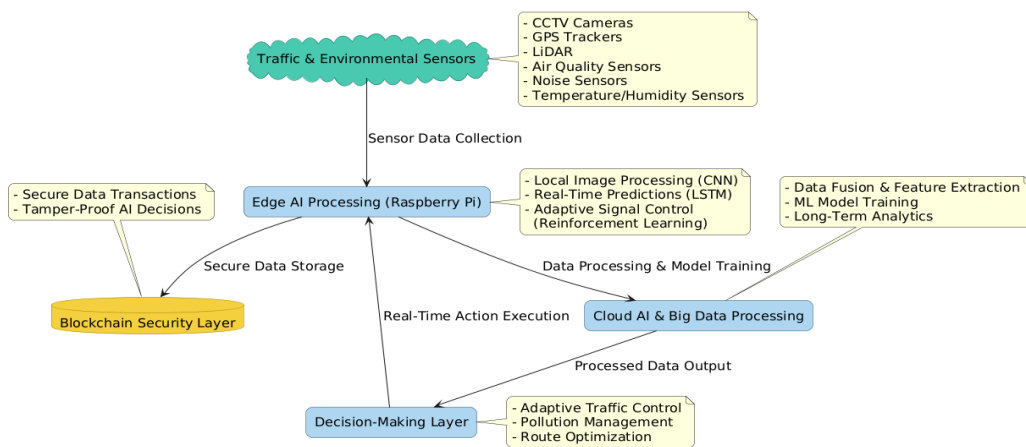 Traffic & Environmental Sensors
- CCTV Cameras
- GPS Trackers
- LiDAR
- Air Quality Sensors
- Noise Sensors
- Temperature/Humidity Sensors
Sensor Data Collection
- Secure Data Transactions
- Tamper-Proof AI Decisions
Edge AI Processing (Raspberry Pi)
- Local Image Processing (CNN)
- Real-Time Predictions (LSTM)
- Adaptive Signal Control
(Reinforcement Learning)
- Data Fusion & Feature Extraction
- ML Model Training
- Long-Term Analytics
Secure Data Storage
Data Processing & Model Training
Blockchain Security Layer
Real-Time Action Execution
Cloud AI & Big Data Processing
Processed Data Output
Decision-Making Layer
- Adaptive Traffic Control
- Pollution Management
- Route Optimization